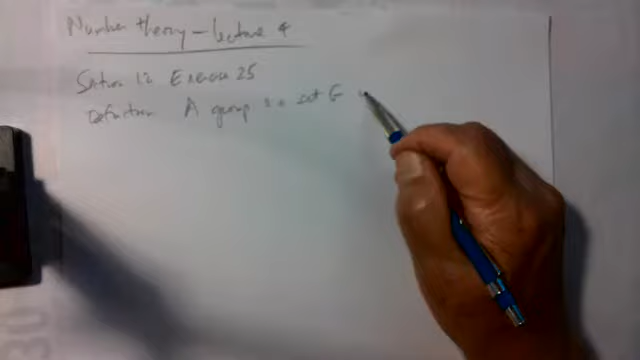 Number theory - lecture 4
Section 1.2 Exercise 25
Definition A group is a set G